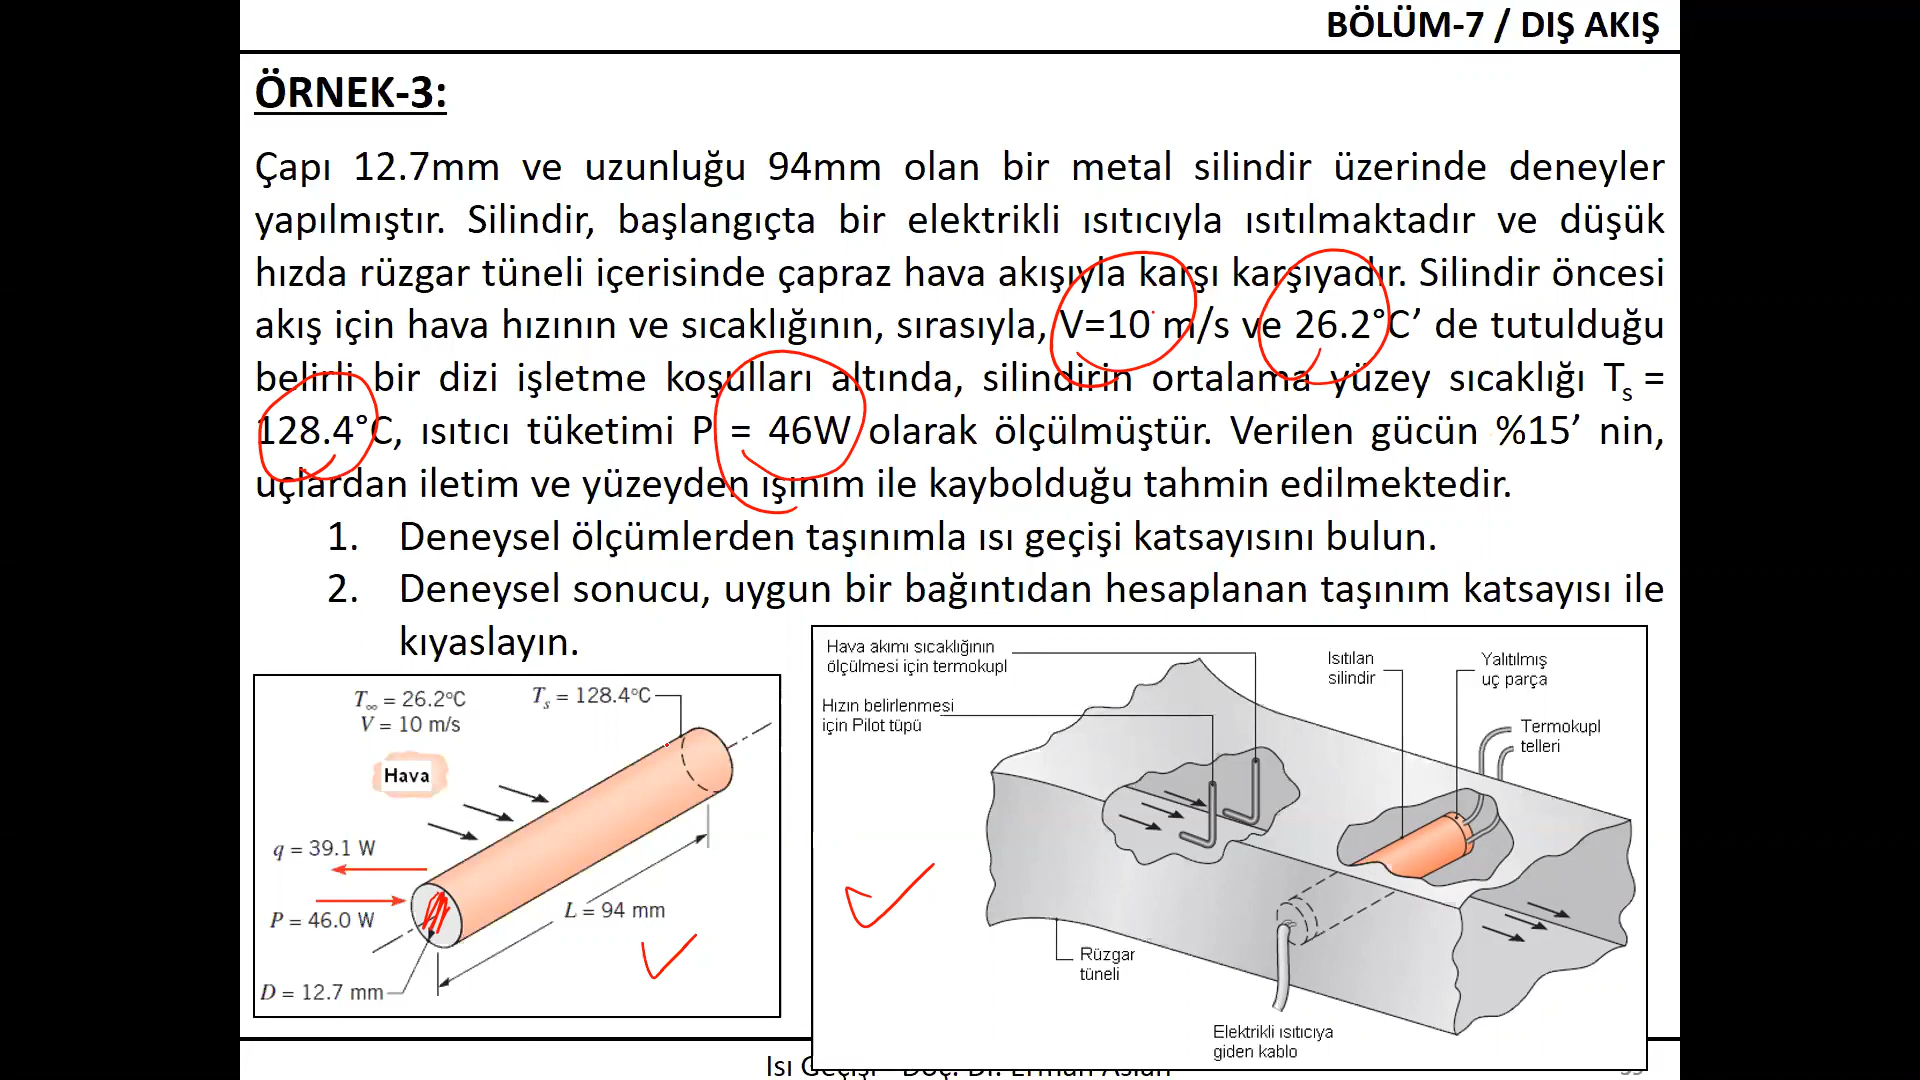 BÖLÜM-7 / DIŞ AKIŞ
ÖRNEK-3:
Çapı 12.7mm ve uzunluğu 94mm olan bir metal silindir üzerinde deneyler
yapılmıştır. Silindir, başlangıçta bir elektrikli ısıtıcıyla ısıtılmaktadır ve düşük
hızda rüzgar tüneli içerisinde çapraz hava akışıyla karşı karşıyadır. Silindir öncesi
akış için hava hızının ve sıcaklığının, sırasıyla, V=10 m/s ve 26.2°C’ de tutulduğu
belirli bir dizi işletme koşulları altında, silindirin ortalama yüzey sıcaklığı Ts =
128.4°C, ısıtıcı tüketimi P = 46W olarak ölçülmüştür. Verilen gücün %15’ nin,
uçlardan iletim ve yüzeyden ışınım ile kaybolduğu tahmin edilmektedir.
1. Deneysel ölçümlerden taşınımla ısı geçişi katsayısını bulun.
2. Deneysel sonucu, uygun bir bağıntıdan hesaplanan taşınım katsayısı ile
kıyaslayın.
T∞ = 26.2°C
V = 10 m/s
Ts = 128.4°C
Hava
q = 39.1 W
P = 46.0 W
L = 94 mm
D = 12.7 mm
Hava akımı sıcaklığının
ölçülmesi için termokupl
Hızın belirlenmesi
için Pilot tüpü
Isıtılan
silindir
Yalıtılmış
uç parça
Termokupl
telleri
Rüzgar
tüneli
Elektrikli ısıtıcıya
giden kablo